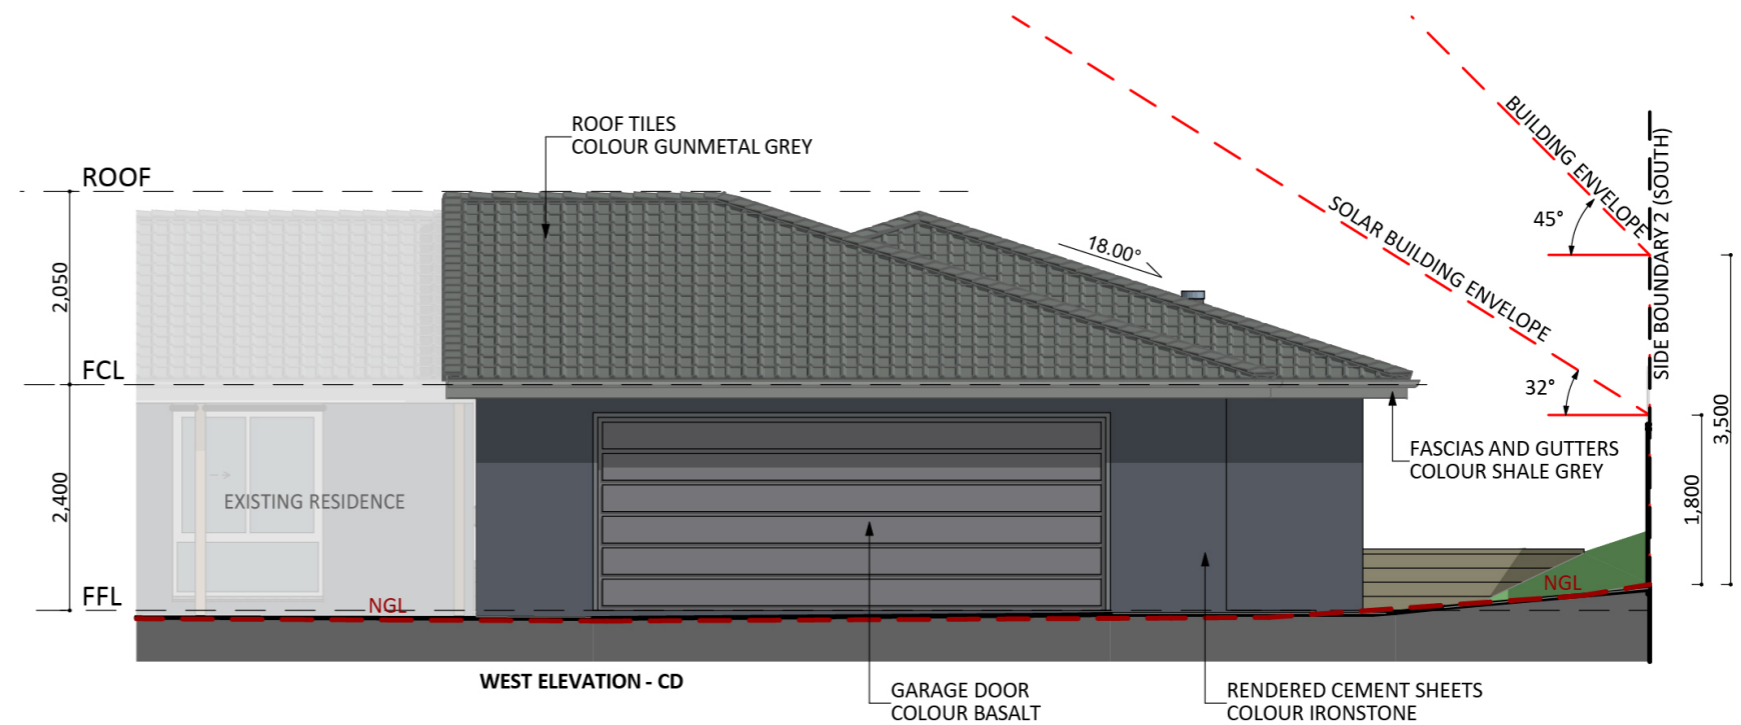 ROOF TILES
COLOUR GUNMETAL GREY
ROOF
BUILDING ENVELOPE
SIDE BOUNDARY 2 (SOUTH)
45°
SOLAR BUILDING ENVELOPE
18.00°
2,050
FCL
32°
3,500
FASCIAS AND GUTTERS
COLOUR SHALE GREY
1,800
2,400
EXISTING RESIDENCE
FFL
NGL
NGL
WEST ELEVATION - CD
GARAGE DOOR
COLOUR BASALT
RENDERED CEMENT SHEETS
COLOUR IRONSTONE